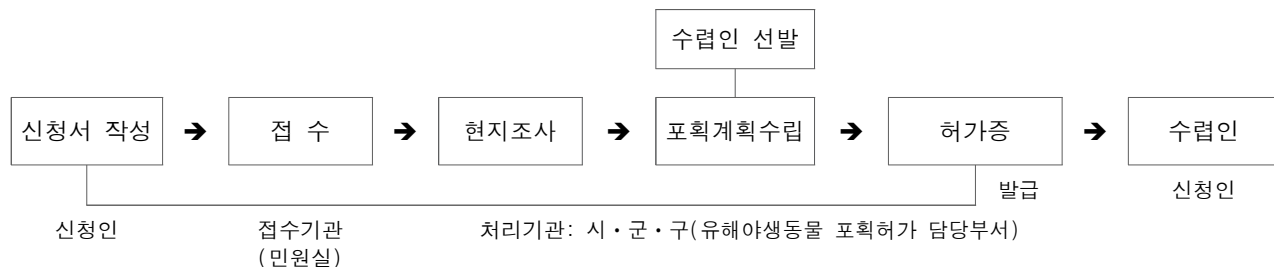 수렵인 선발
신청서 작성 ➔ 접 수 ➔ 현지조사 ➔ 포획계획수립 ➔ 허가증 ➔ 수렵인
발급 신청인
신청인 접수기관 처리기관: 시・군・구(유해야생동물 포획허가 담당부서)
(민원실)